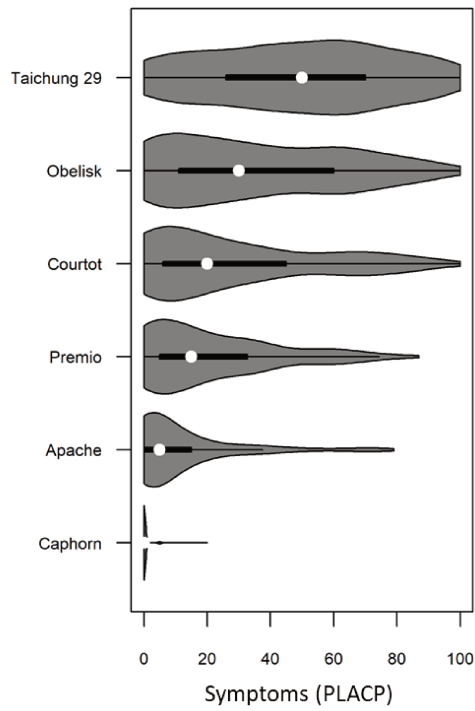 Taichung 29
Obelisk
Courtot
Premio
Apache
Caphorn
0 20 40 60 80 100
Symptoms (PLACP)